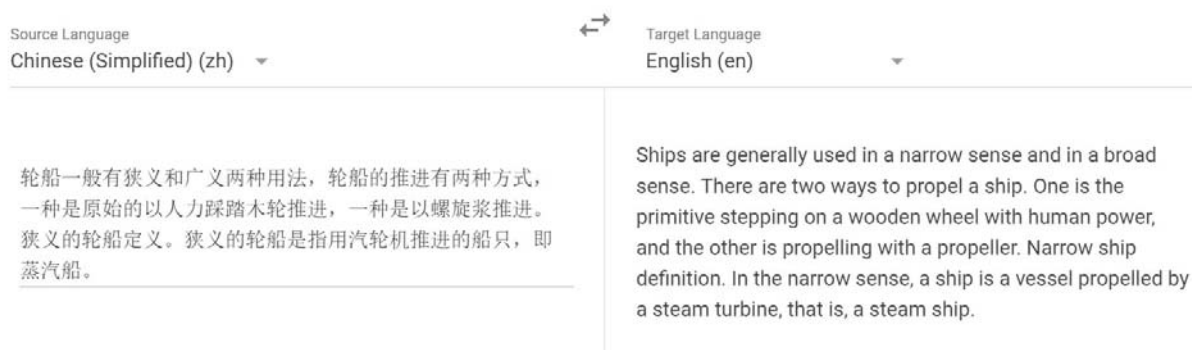 Source Language
Chinese (Simplified) (zh)
Target Language
English (en)
轮船一般有狭义和广义两种用法，轮船的推进有两种方式，
一种是原始的以人力踩踏木轮推进，一种是以螺旋浆推进。
狭义的轮船定义。狭义的轮船是指用汽轮机推进的船只，即
蒸汽船。
Ships are generally used in a narrow sense and in a broad
sense. There are two ways to propel a ship. One is the
primitive stepping on a wooden wheel with human power,
and the other is propelling with a propeller. Narrow ship
definition. In the narrow sense, a ship is a vessel propelled by
a steam turbine, that is, a steam ship.